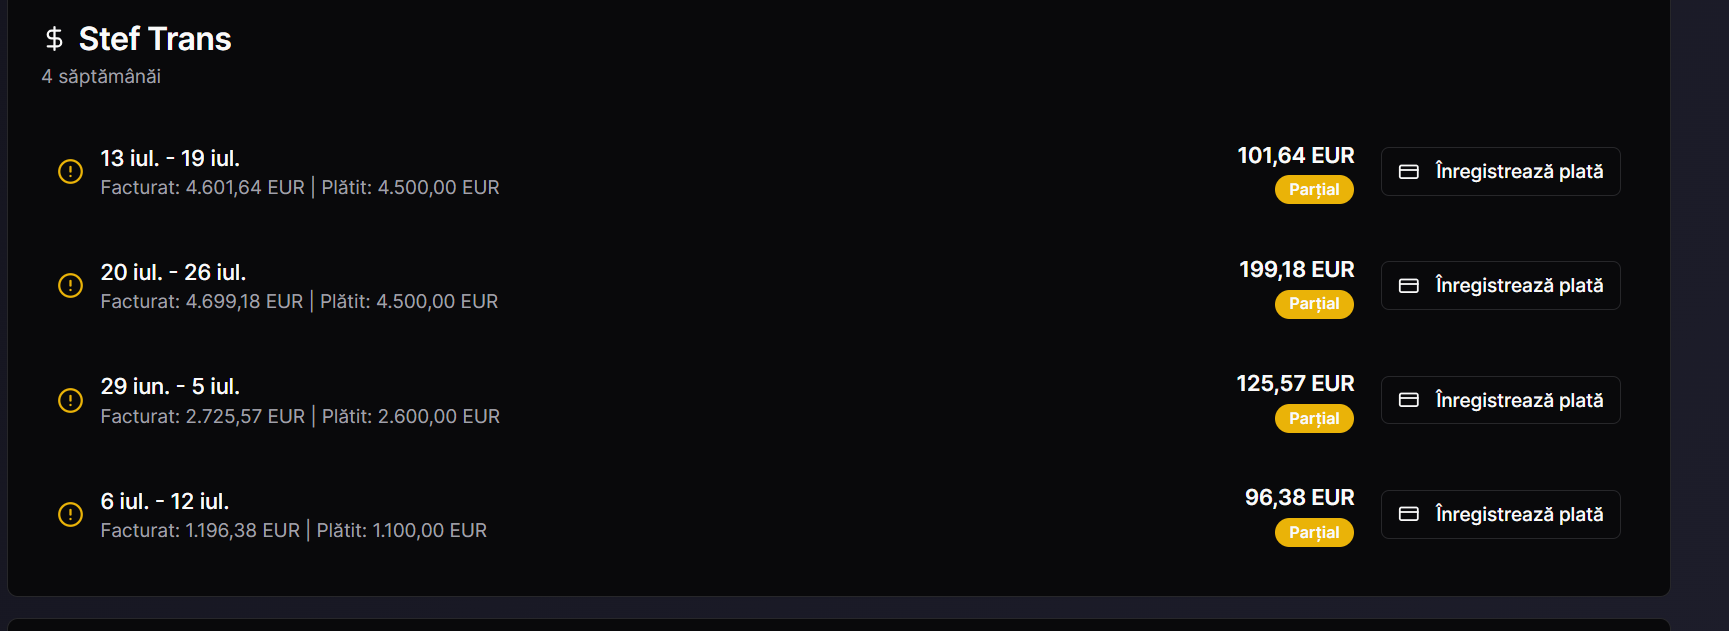 Stef Trans
4 săptămânăi
13 iul. - 19 iul.
Facturat: 4.601,64 EUR | Plătit: 4.500,00 EUR
101,64 EUR
Parțial
Înregistrează plată
20 iul. - 26 iul.
Facturat: 4.699,18 EUR | Plătit: 4.500,00 EUR
199,18 EUR
Parțial
Înregistrează plată
29 iun. - 5 iul.
Facturat: 2.725,57 EUR | Plătit: 2.600,00 EUR
125,57 EUR
Parțial
Înregistrează plată
6 iul. - 12 iul.
Facturat: 1.196,38 EUR | Plătit: 1.100,00 EUR
96,38 EUR
Parțial
Înregistrează plată